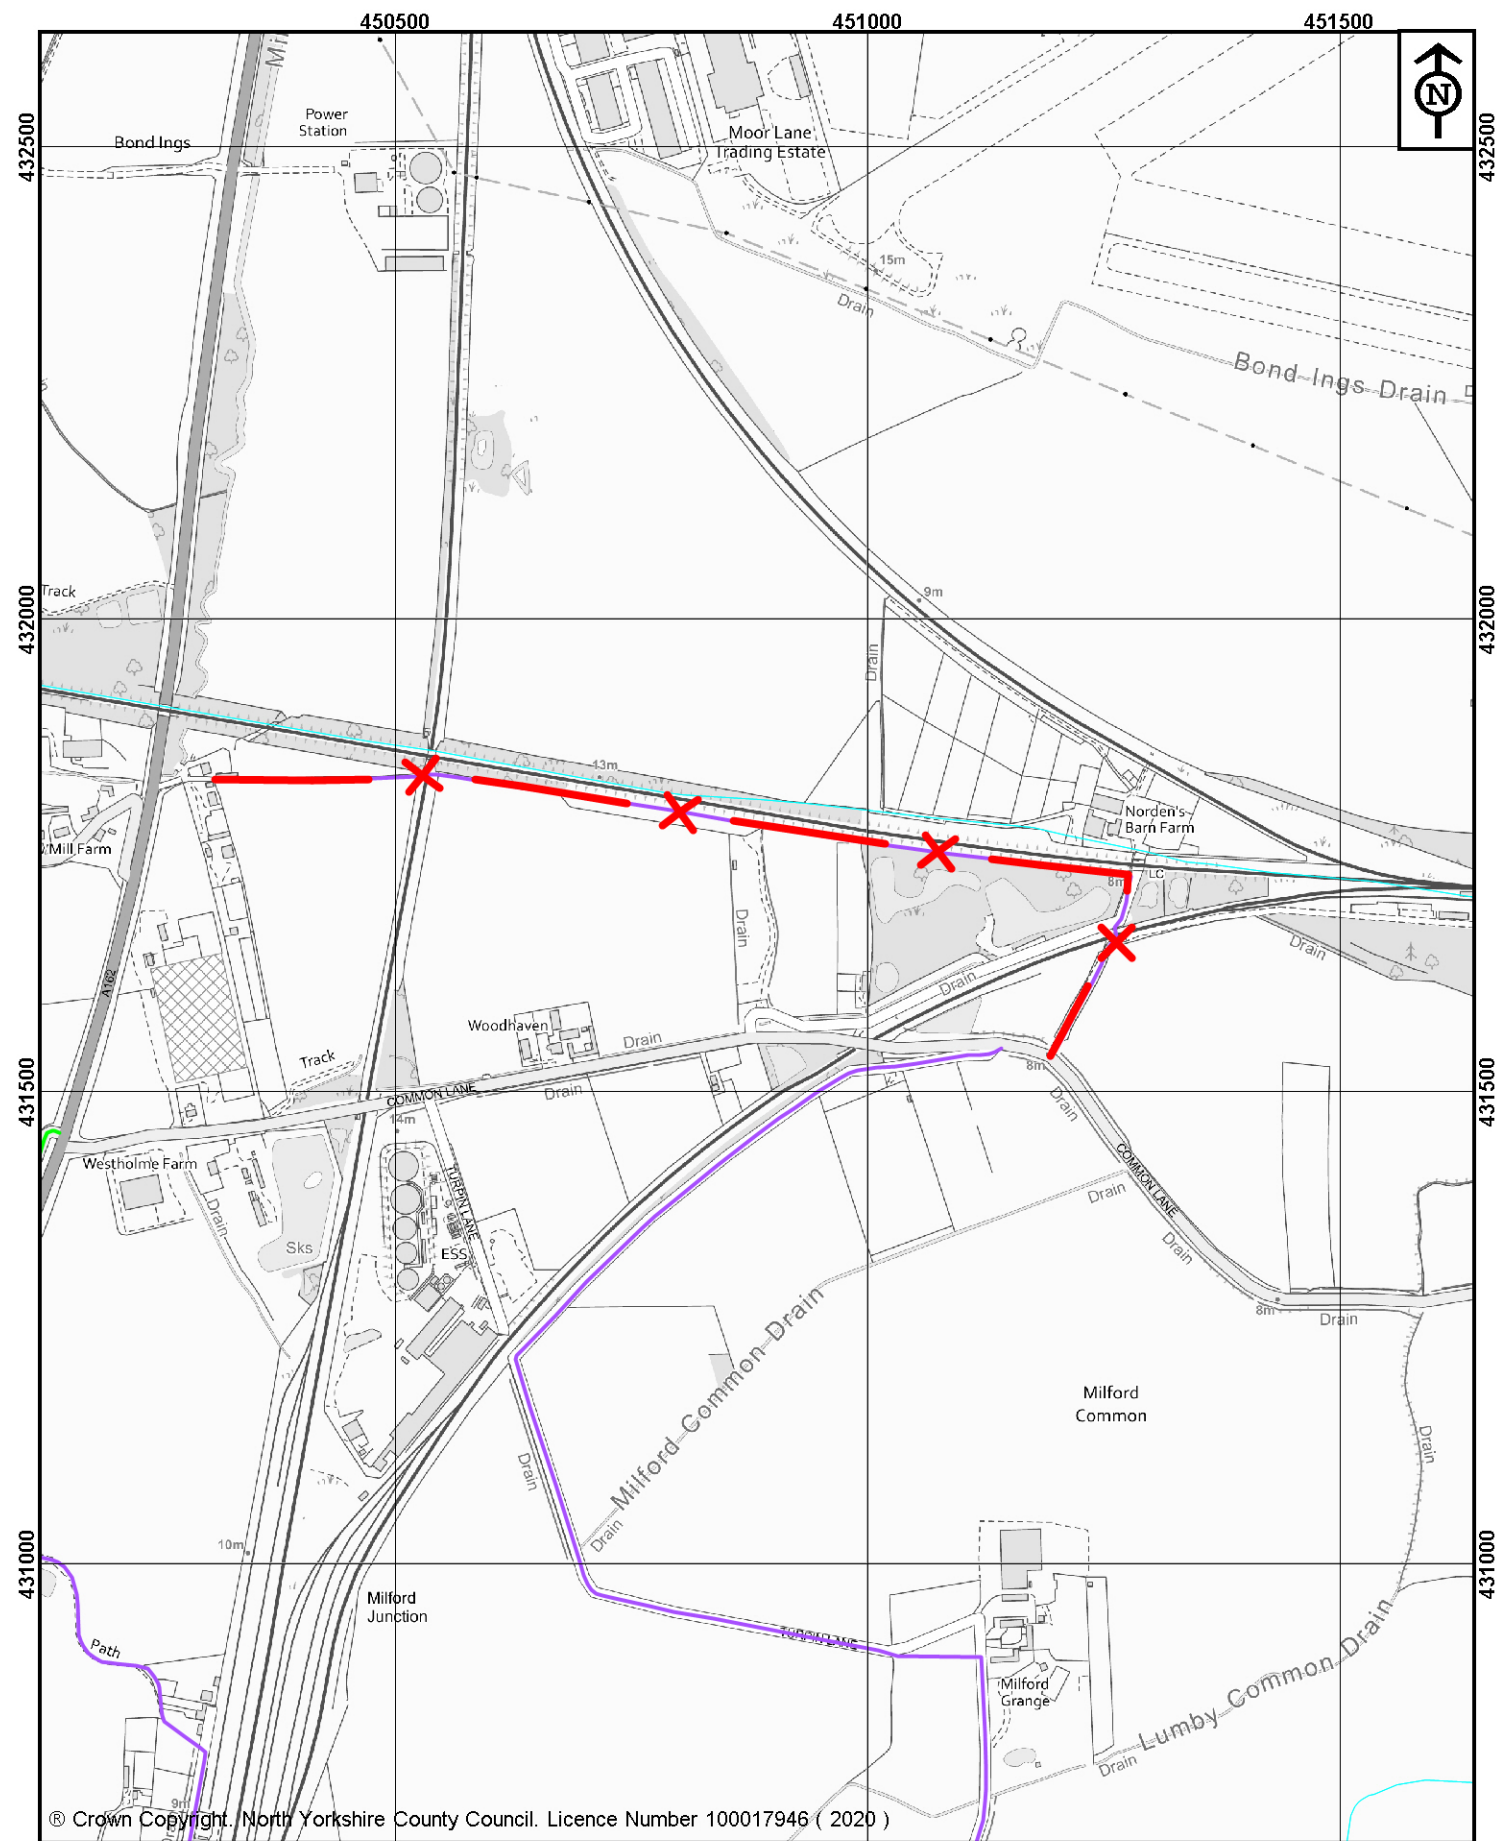 450500
451000
451500
N
432500
432500
Power
Station
Bond Ings
Moor Lane
Trading Estate
15m
Drain
Bond Ings Drain
Track
432000
432000
9m
Drain
13m
Norden's
Barn Farm
Mill Farm
LC
8m
Drain
A162
Drain
Drain
Woodhaven
Drain
Track
COMMON LANE
Drain
8m
431500
431500
14m
Drain
Westholme Farm
TURPIN LANE
COMMON LANE
Drain
Drain
Sks
ESS
Drain
8m
Drain
Milford Common Drain
Milford
Common
Drain
Drain
Drain
10m
431000
431000
Milford
Junction
Path
TURPIN LANE
Milford
Grange
Lumby Common Drain
Drain
9m
Drain
® Crown Copyright. North Yorkshire County Council. Licence Number 100017946 ( 2020 )